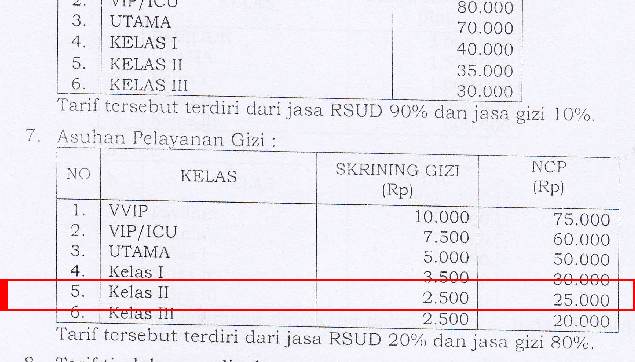 2. VIP/ICU 80.000
3. UTAMA 70.000
4. KELAS I 40.000
5. KELAS II 35.000
6. KELAS III 30.000
Tarif tersebut terdiri dari jasa RSUD 90% dan jasa gizi 10%.
7. Asuhan Pelayanan Gizi :
NO KELAS SKRINING GIZI (Rp) NCP (Rp)
1. VVIP 10.000 75.000
2. VIP/ICU 7.500 60.000
3. UTAMA 5.000 50.000
4. Kelas I 3.500 30.000
5. Kelas II 2.500 25.000
6. Kelas III 2.500 20.000
Tarif tersebut terdiri dari jasa RSUD 20% dan jasa gizi 80%.